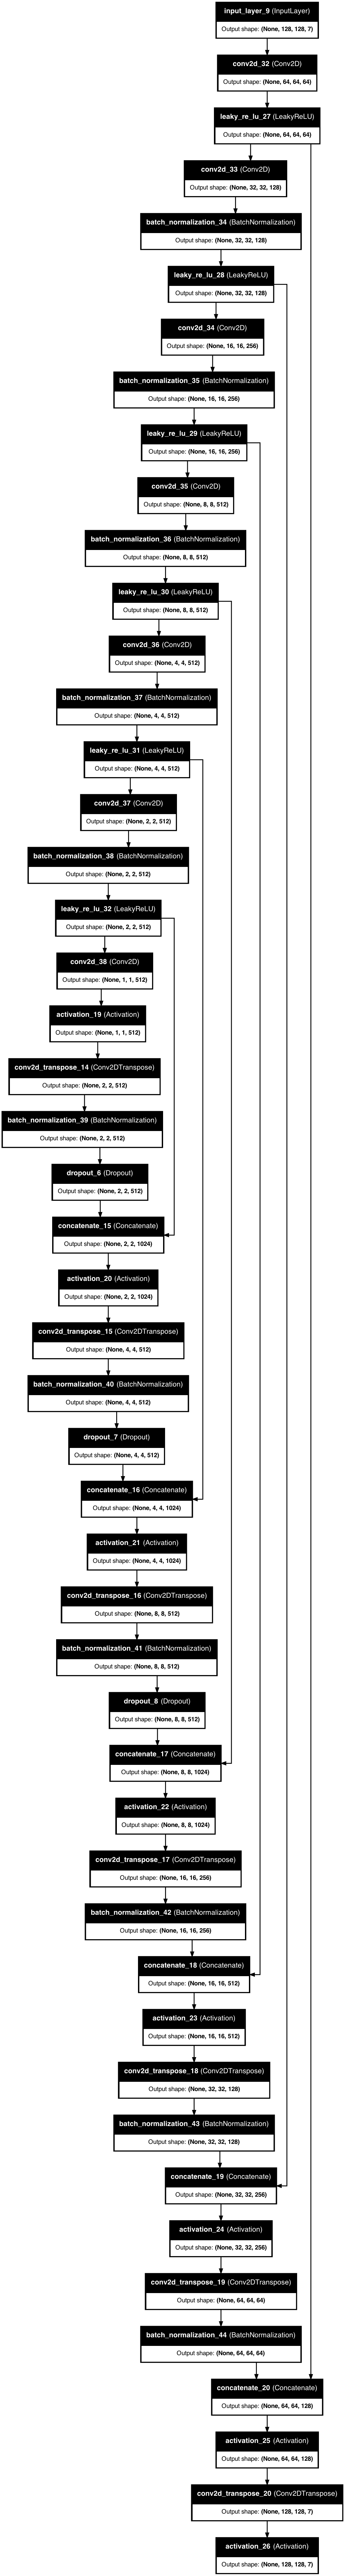 input_layer_9 (InputLayer)
Output shape: (None, 128, 128, 7)
conv2d_32 (Conv2D)
Output shape: (None, 64, 64, 64)
leaky_re_lu_27 (LeakyReLU)
Output shape: (None, 64, 64, 64)
conv2d_33 (Conv2D)
Output shape: (None, 32, 32, 128)
batch_normalization_34 (BatchNormalization)
Output shape: (None, 32, 32, 128)
leaky_re_lu_28 (LeakyReLU)
Output shape: (None, 32, 32, 128)
conv2d_34 (Conv2D)
Output shape: (None, 16, 16, 256)
batch_normalization_35 (BatchNormalization)
Output shape: (None, 16, 16, 256)
leaky_re_lu_29 (LeakyReLU)
Output shape: (None, 16, 16, 256)
conv2d_35 (Conv2D)
Output shape: (None, 8, 8, 512)
batch_normalization_36 (BatchNormalization)
Output shape: (None, 8, 8, 512)
leaky_re_lu_30 (LeakyReLU)
Output shape: (None, 8, 8, 512)
conv2d_36 (Conv2D)
Output shape: (None, 4, 4, 512)
batch_normalization_37 (BatchNormalization)
Output shape: (None, 4, 4, 512)
leaky_re_lu_31 (LeakyReLU)
Output shape: (None, 4, 4, 512)
conv2d_37 (Conv2D)
Output shape: (None, 2, 2, 512)
batch_normalization_38 (BatchNormalization)
Output shape: (None, 2, 2, 512)
leaky_re_lu_32 (LeakyReLU)
Output shape: (None, 2, 2, 512)
conv2d_38 (Conv2D)
Output shape: (None, 1, 1, 512)
activation_19 (Activation)
Output shape: (None, 1, 1, 512)
conv2d_transpose_14 (Conv2DTranspose)
Output shape: (None, 2, 2, 512)
batch_normalization_39 (BatchNormalization)
Output shape: (None, 2, 2, 512)
dropout_6 (Dropout)
Output shape: (None, 2, 2, 512)
concatenate_15 (Concatenate)
Output shape: (None, 2, 2, 1024)
activation_20 (Activation)
Output shape: (None, 2, 2, 1024)
conv2d_transpose_15 (Conv2DTranspose)
Output shape: (None, 4, 4, 512)
batch_normalization_40 (BatchNormalization)
Output shape: (None, 4, 4, 512)
dropout_7 (Dropout)
Output shape: (None, 4, 4, 512)
concatenate_16 (Concatenate)
Output shape: (None, 4, 4, 1024)
activation_21 (Activation)
Output shape: (None, 4, 4, 1024)
conv2d_transpose_16 (Conv2DTranspose)
Output shape: (None, 8, 8, 512)
batch_normalization_41 (BatchNormalization)
Output shape: (None, 8, 8, 512)
dropout_8 (Dropout)
Output shape: (None, 8, 8, 512)
concatenate_17 (Concatenate)
Output shape: (None, 8, 8, 1024)
activation_22 (Activation)
Output shape: (None, 8, 8, 1024)
conv2d_transpose_17 (Conv2DTranspose)
Output shape: (None, 16, 16, 256)
batch_normalization_42 (BatchNormalization)
Output shape: (None, 16, 16, 256)
concatenate_18 (Concatenate)
Output shape: (None, 16, 16, 512)
activation_23 (Activation)
Output shape: (None, 16, 16, 512)
conv2d_transpose_18 (Conv2DTranspose)
Output shape: (None, 32, 32, 128)
batch_normalization_43 (BatchNormalization)
Output shape: (None, 32, 32, 128)
concatenate_19 (Concatenate)
Output shape: (None, 32, 32, 256)
activation_24 (Activation)
Output shape: (None, 32, 32, 256)
conv2d_transpose_19 (Conv2DTranspose)
Output shape: (None, 64, 64, 64)
batch_normalization_44 (BatchNormalization)
Output shape: (None, 64, 64, 64)
concatenate_20 (Concatenate)
Output shape: (None, 64, 64, 128)
activation_25 (Activation)
Output shape: (None, 64, 64, 128)
conv2d_transpose_20 (Conv2DTranspose)
Output shape: (None, 128, 128, 7)
activation_26 (Activation)
Output shape: (None, 128, 128, 7)